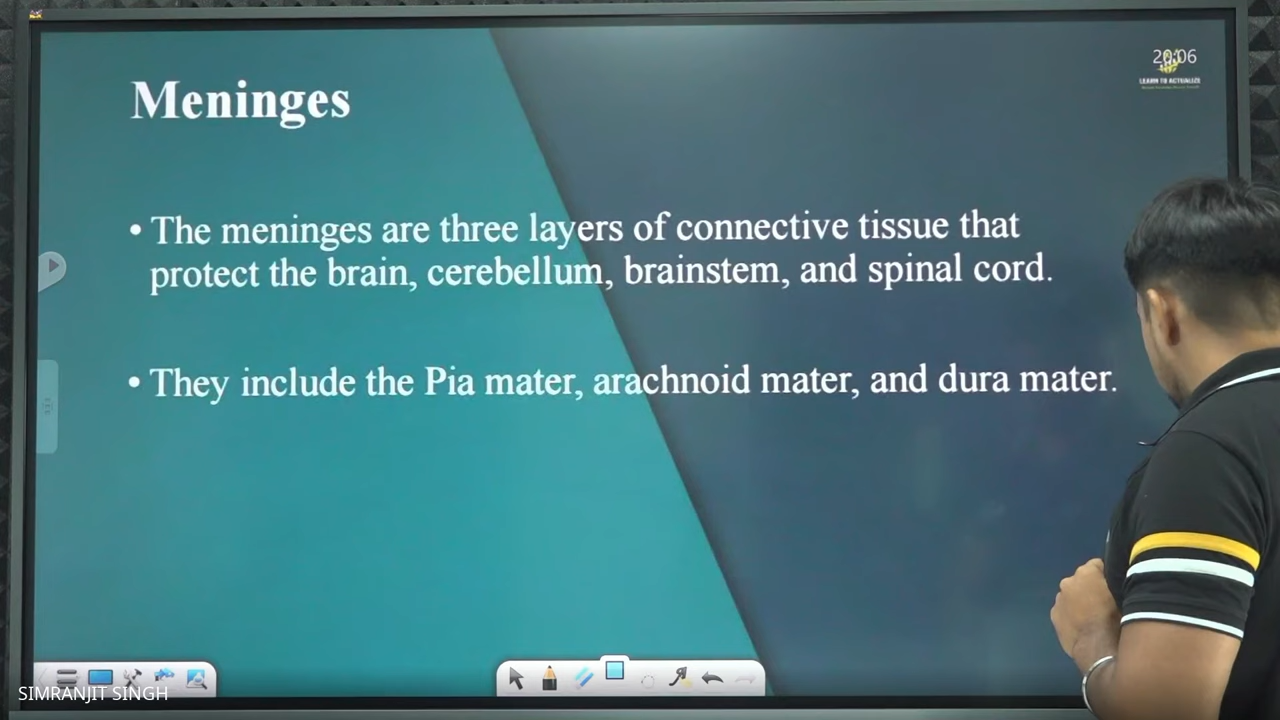 20:06
LEARN TO ACTUALIZE
Meninges
• The meninges are three layers of connective tissue that
protect the brain, cerebellum, brainstem, and spinal cord.
• They include the Pia mater, arachnoid mater, and dura mater.
SIMRANJIT SINGH